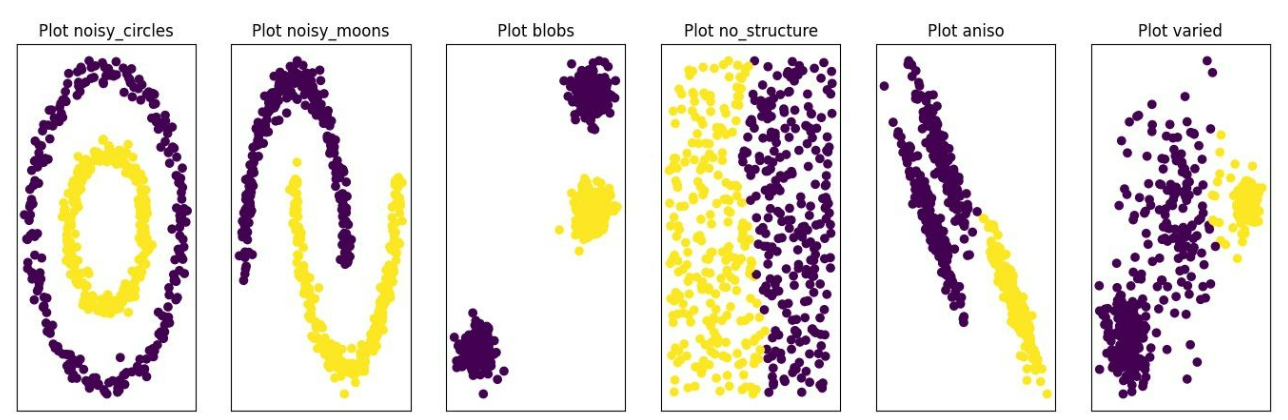 Plot noisy_circles
Plot noisy_moons
Plot blobs
Plot no_structure
Plot aniso
Plot varied